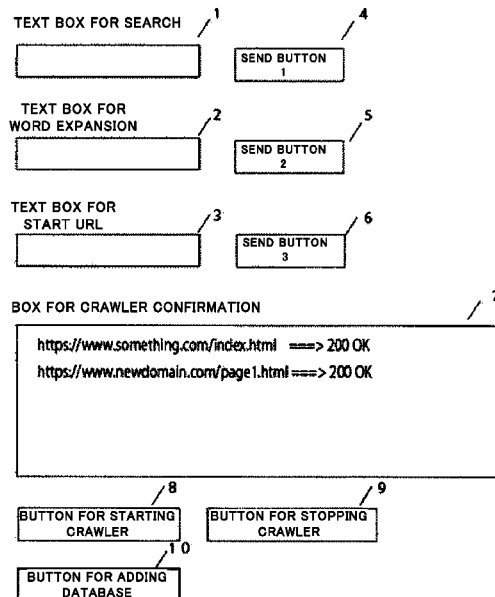 TEXT BOX FOR SEARCH
1
4
SEND BUTTON
1
TEXT BOX FOR
WORD EXPANSION
2
5
SEND BUTTON
2
TEXT BOX FOR
START URL
3
6
SEND BUTTON
3
BOX FOR CRAWLER CONFIRMATION
7
https://www.something.com/index.html ===> 200 OK
https://www.newdomain.com/page1.html ===> 200 OK
8
9
BUTTON FOR STARTING
CRAWLER
BUTTON FOR STOPPING
CRAWLER
10
BUTTON FOR ADDING
DATABASE